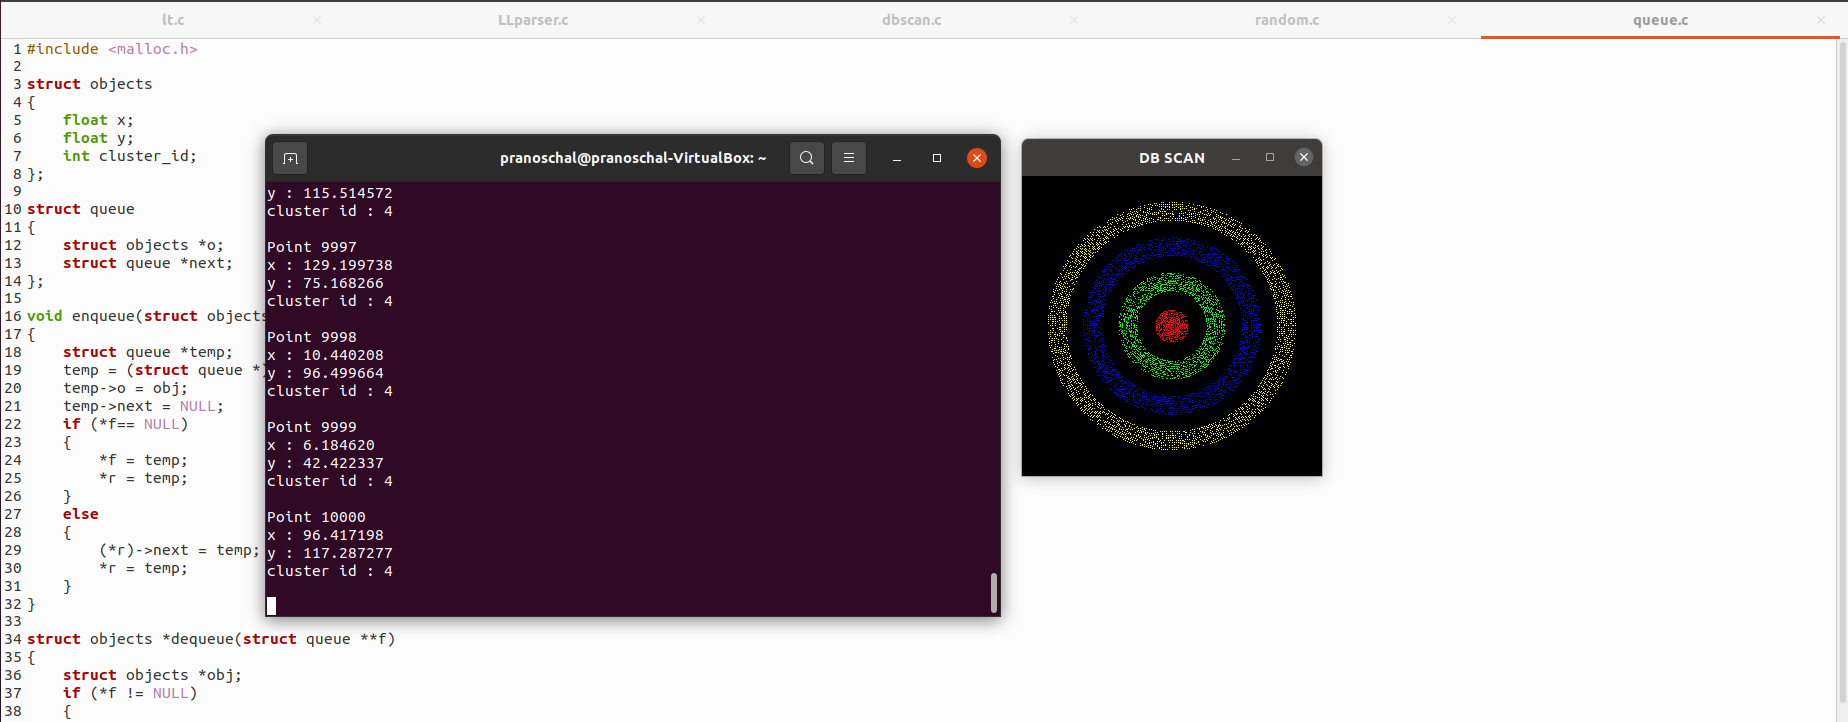 lt.c × LLparser.c × dbscan.c × random.c × queue.c ×
1 #include <malloc.h>
2
3 struct objects
4 {
5 float x;
6 float y;
7 int cluster_id;
8 };
9
10 struct queue
11 {
12 struct objects *o;
13 struct queue *next;
14 };
15
16 void enqueue(struct objects
17 {
18 struct queue *temp;
19 temp = (struct queue *)
20 temp->o = obj;
21 temp->next = NULL;
22 if (*f== NULL)
23 {
24 *f = temp;
25 *r = temp;
26 }
27 else
28 {
29 (*r)->next = temp;
30 *r = temp;
31 }
32 }
33
34 struct objects *dequeue(struct queue **f)
35 {
36 struct objects *obj;
37 if (*f != NULL)
38 {
pranoschal@pranoschal-VirtualBox: ~
y : 115.514572
cluster id : 4
Point 9997
x : 129.199738
y : 75.168266
cluster id : 4
Point 9998
x : 10.440208
y : 96.499664
cluster id : 4
Point 9999
x : 6.184620
y : 42.422337
cluster id : 4
Point 10000
x : 96.417198
y : 117.287277
cluster id : 4
DB SCAN